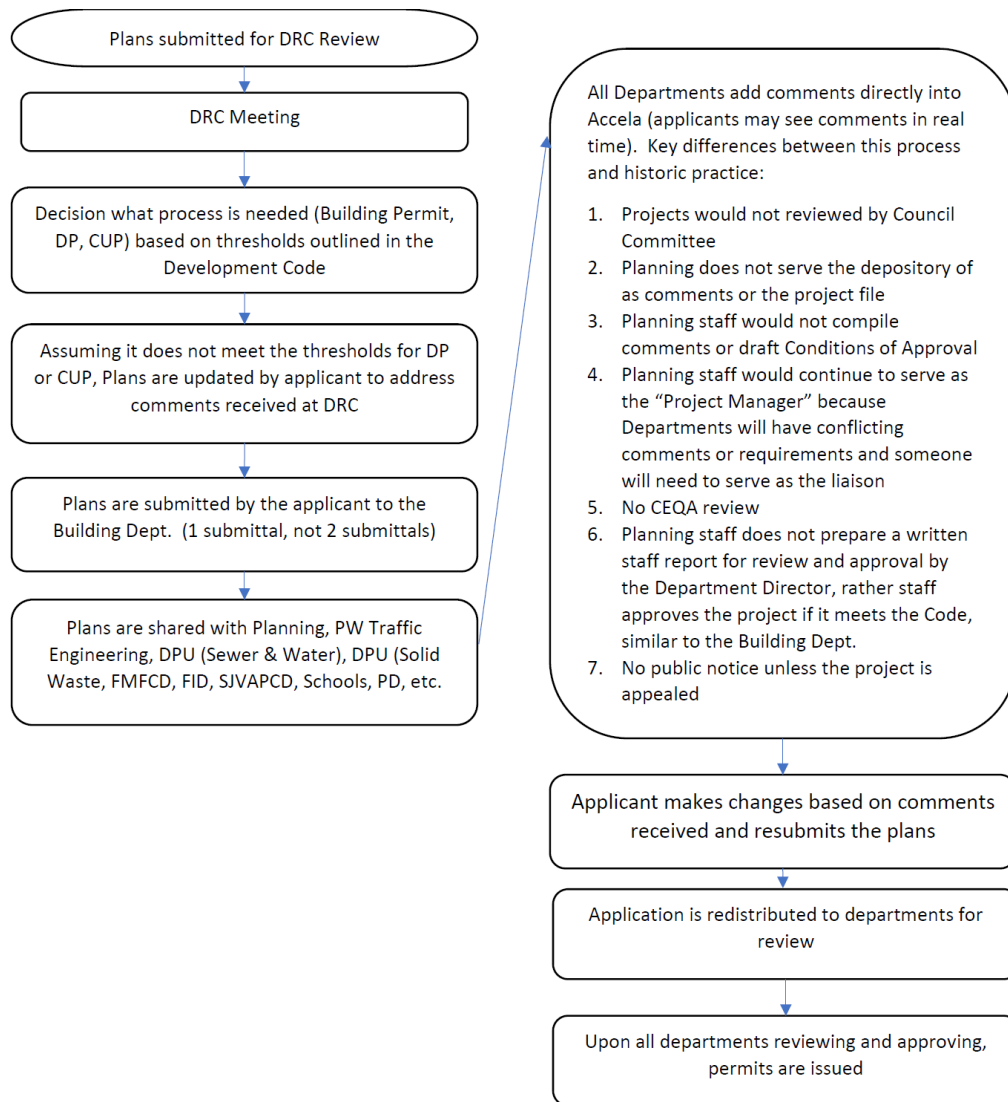 Plans submitted for DRC Review
DRC Meeting
Decision what process is needed (Building Permit,
DP, CUP) based on thresholds outlined in the
Development Code
Assuming it does not meet the thresholds for DP
or CUP, Plans are updated by applicant to address
comments received at DRC
Plans are submitted by the applicant to the
Building Dept.  (1 submittal, not 2 submittals)
Plans are shared with Planning, PW Traffic
Engineering, DPU (Sewer & Water), DPU (Solid
Waste, FMFCD, FID, SJVAPCD, Schools, PD, etc.
All Departments add comments directly into
Accela (applicants may see comments in real
time).  Key differences between this process
and historic practice:
1. Projects would not reviewed by Council
Committee
2. Planning does not serve the depository of
as comments or the project file
3. Planning staff would not compile
comments or draft Conditions of Approval
4. Planning staff would continue to serve as
the “Project Manager” because
Departments will have conflicting
comments or requirements and someone
will need to serve as the liaison
5. No CEQA review
6. Planning staff does not prepare a written
staff report for review and approval by
the Department Director, rather staff
approves the project if it meets the Code,
similar to the Building Dept.
7. No public notice unless the project is
appealed
Applicant makes changes based on comments
received and resubmits the plans
Application is redistributed to departments for
review
Upon all departments reviewing and approving,
permits are issued